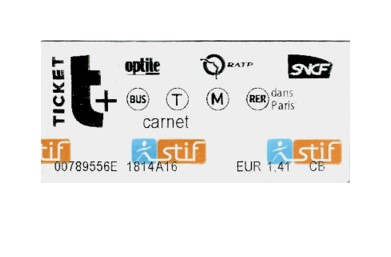 TICKET t+
optile RATP SNCF
BUS T M RER dans Paris
carnet
stif stif stif
00789556E 1814A16 EUR 1,41 CB